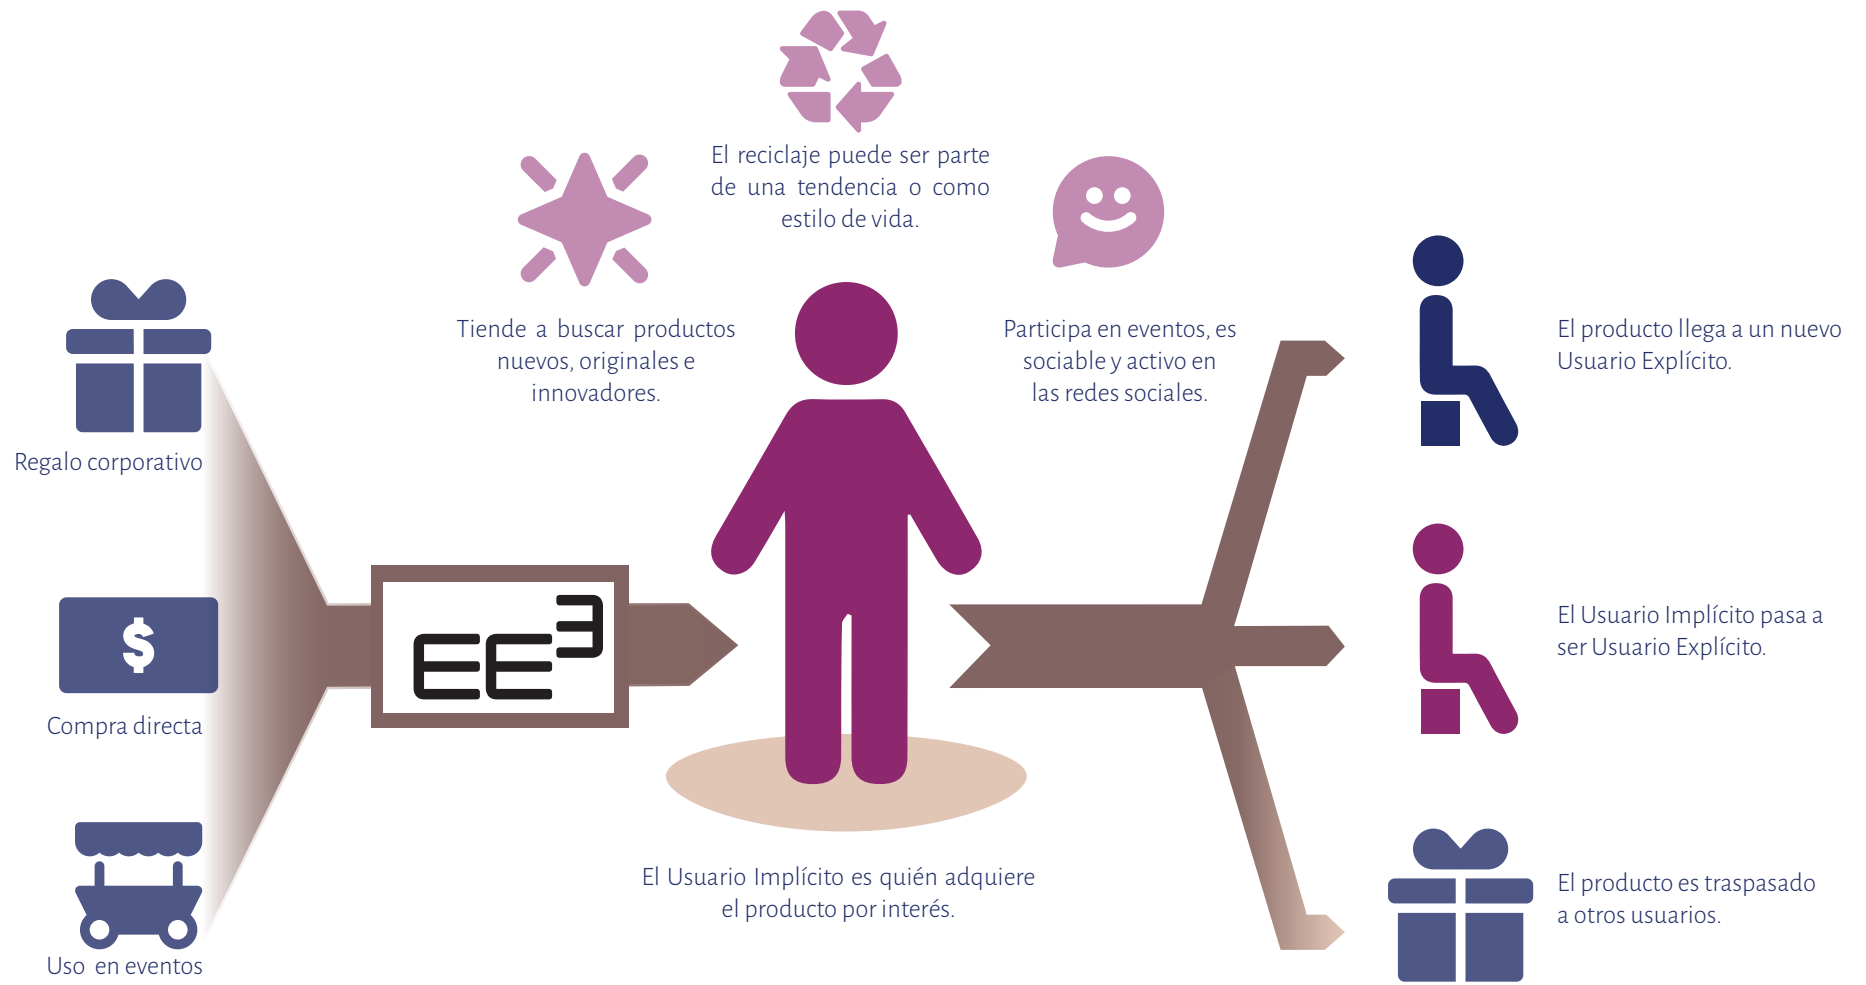 El reciclaje puede ser parte
de una tendencia o como
estilo de vida.
Tiende a buscar productos
nuevos, originales e
innovadores.
Participa en eventos, es
sociable y activo en
las redes sociales.
Regalo corporativo
$
Compra directa
Uso en eventos
EE³
El Usuario Implícito es quién adquiere
el producto por interés.
El producto llega a un nuevo
Usuario Explícito.
El Usuario Implícito pasa a
ser Usuario Explícito.
El producto es traspasado
a otros usuarios.